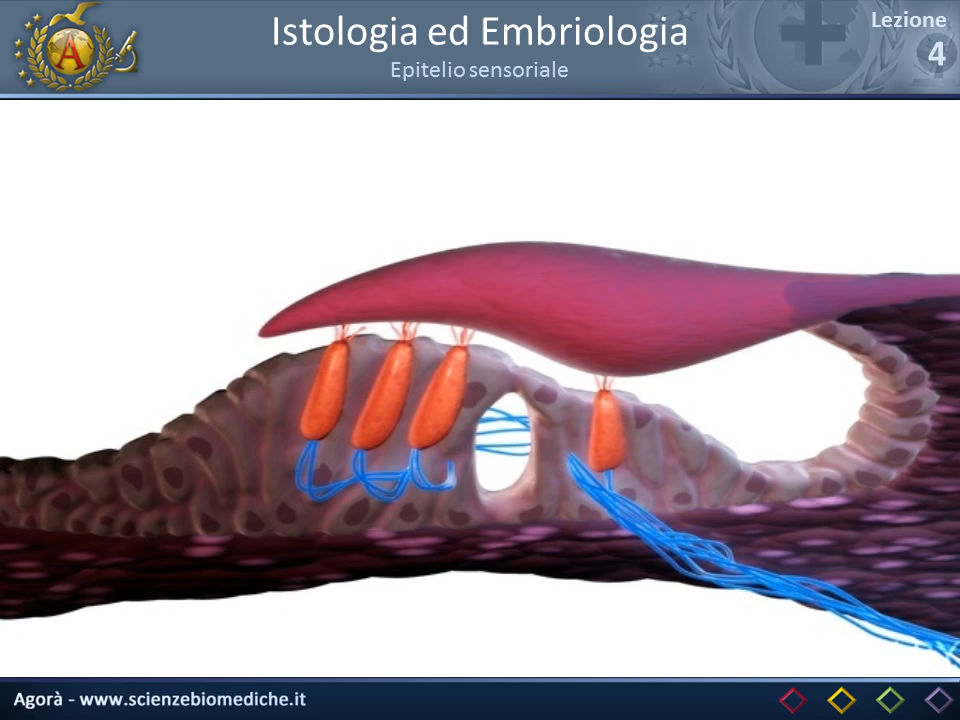 Istologia ed Embriologia
Epitelio sensoriale
Lezione
4
A
Agorà - www.scienzebiomediche.it